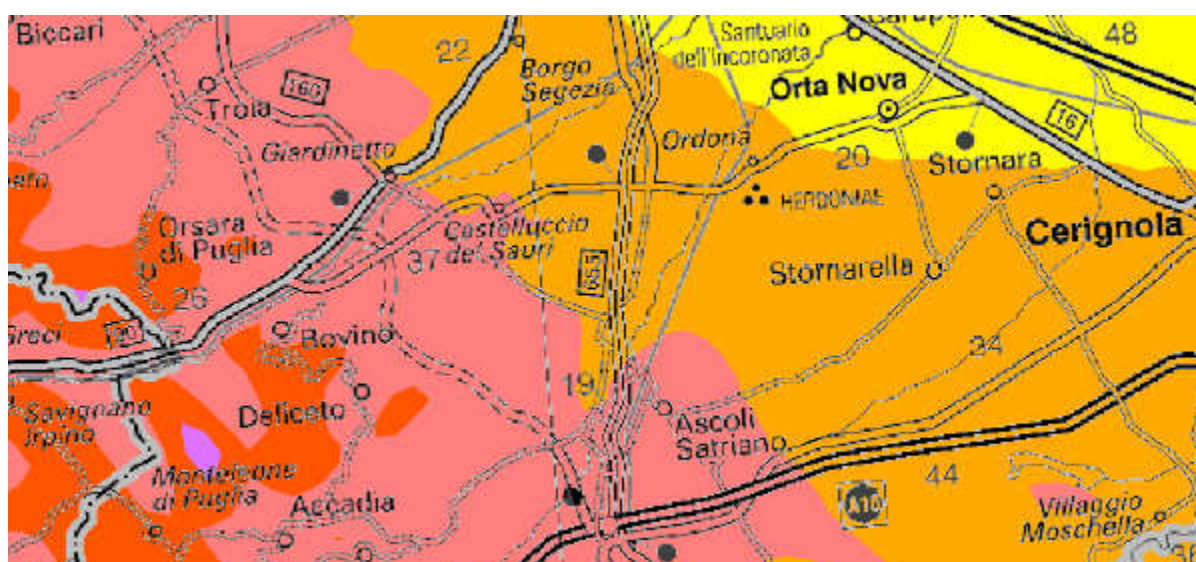 Biccari
22
Santuario
dell'Incoronata
48
Borgo
Segezia
Orta Nova
160
Troia
16
Giardinetto
Ordona
20
Stornara
HERDONIAE
Orsara
di Puglia
Castelluccio
dei Sauri
Cerignola
37
655
Stornarella
26
Greci
90
Bovino
34
19
Savignano
Irpino
Deliceto
Ascoli
Satriano
Monteleone
di Puglia
44
Accadia
A16
Villaggio
Moschella